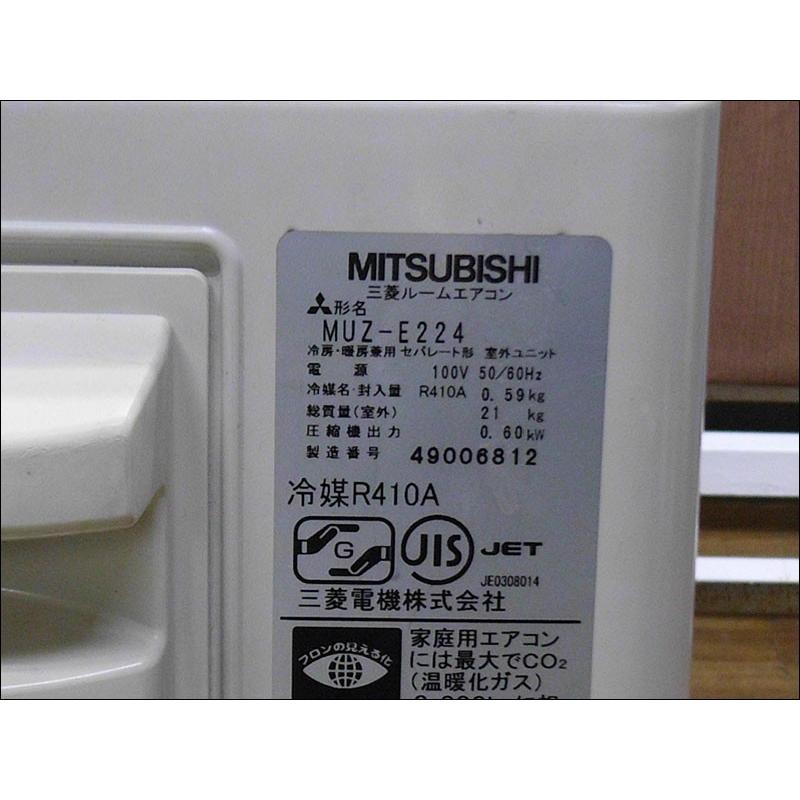 MITSUBISHI
三菱ルームエアコン
形名
MUZ-E224
冷房・暖房兼用 セパレート形 室外ユニット
電源 100V 50/60Hz
冷媒名・封入量 R410A 0.59kg
総質量(室外) 21 kg
圧縮機出力 0.60kW
製造番号 49006812
冷媒R410A
G JIS JET
JE0308014
三菱電機株式会社
フロンの見える化
家庭用エアコン
には最大でCO₂
(温暖化ガス)